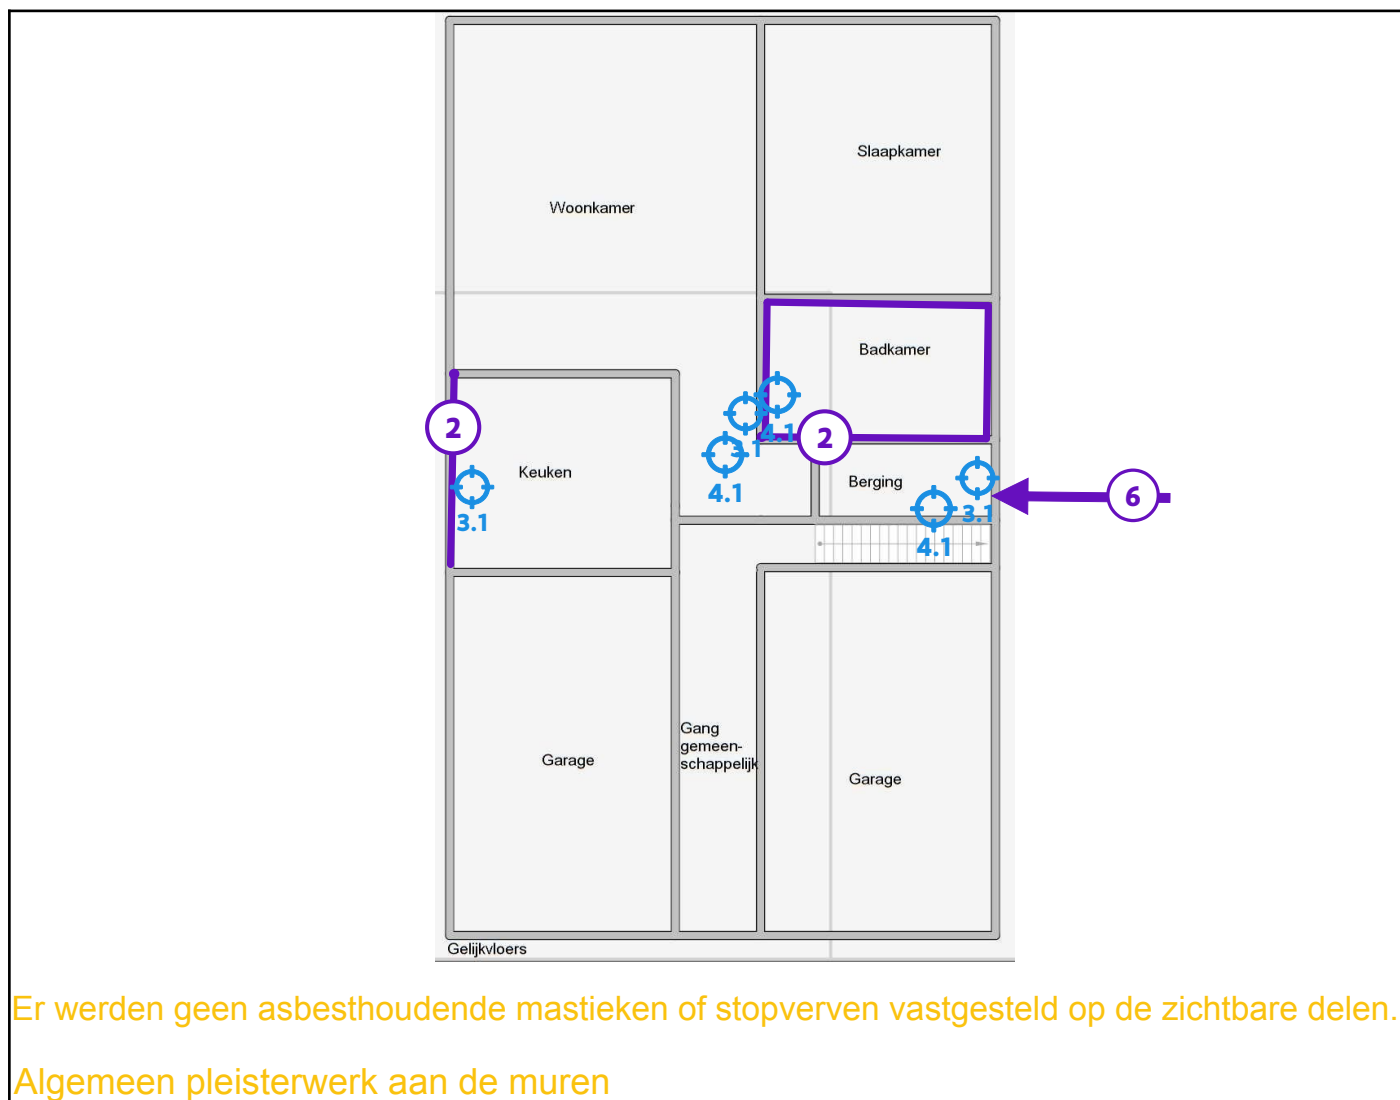 Slaapkamer
Woonkamer
Badkamer
2
4.1
3.1
2
Keuken
4.1
Berging
6
3.1
3.1
4.1
Gang
gemeen-
schappelijk
Garage
Garage
Gelijkvloers
Er werden geen asbesthoudende mastieken of stopverven vastgesteld op de zichtbare delen.
Algemeen pleisterwerk aan de muren